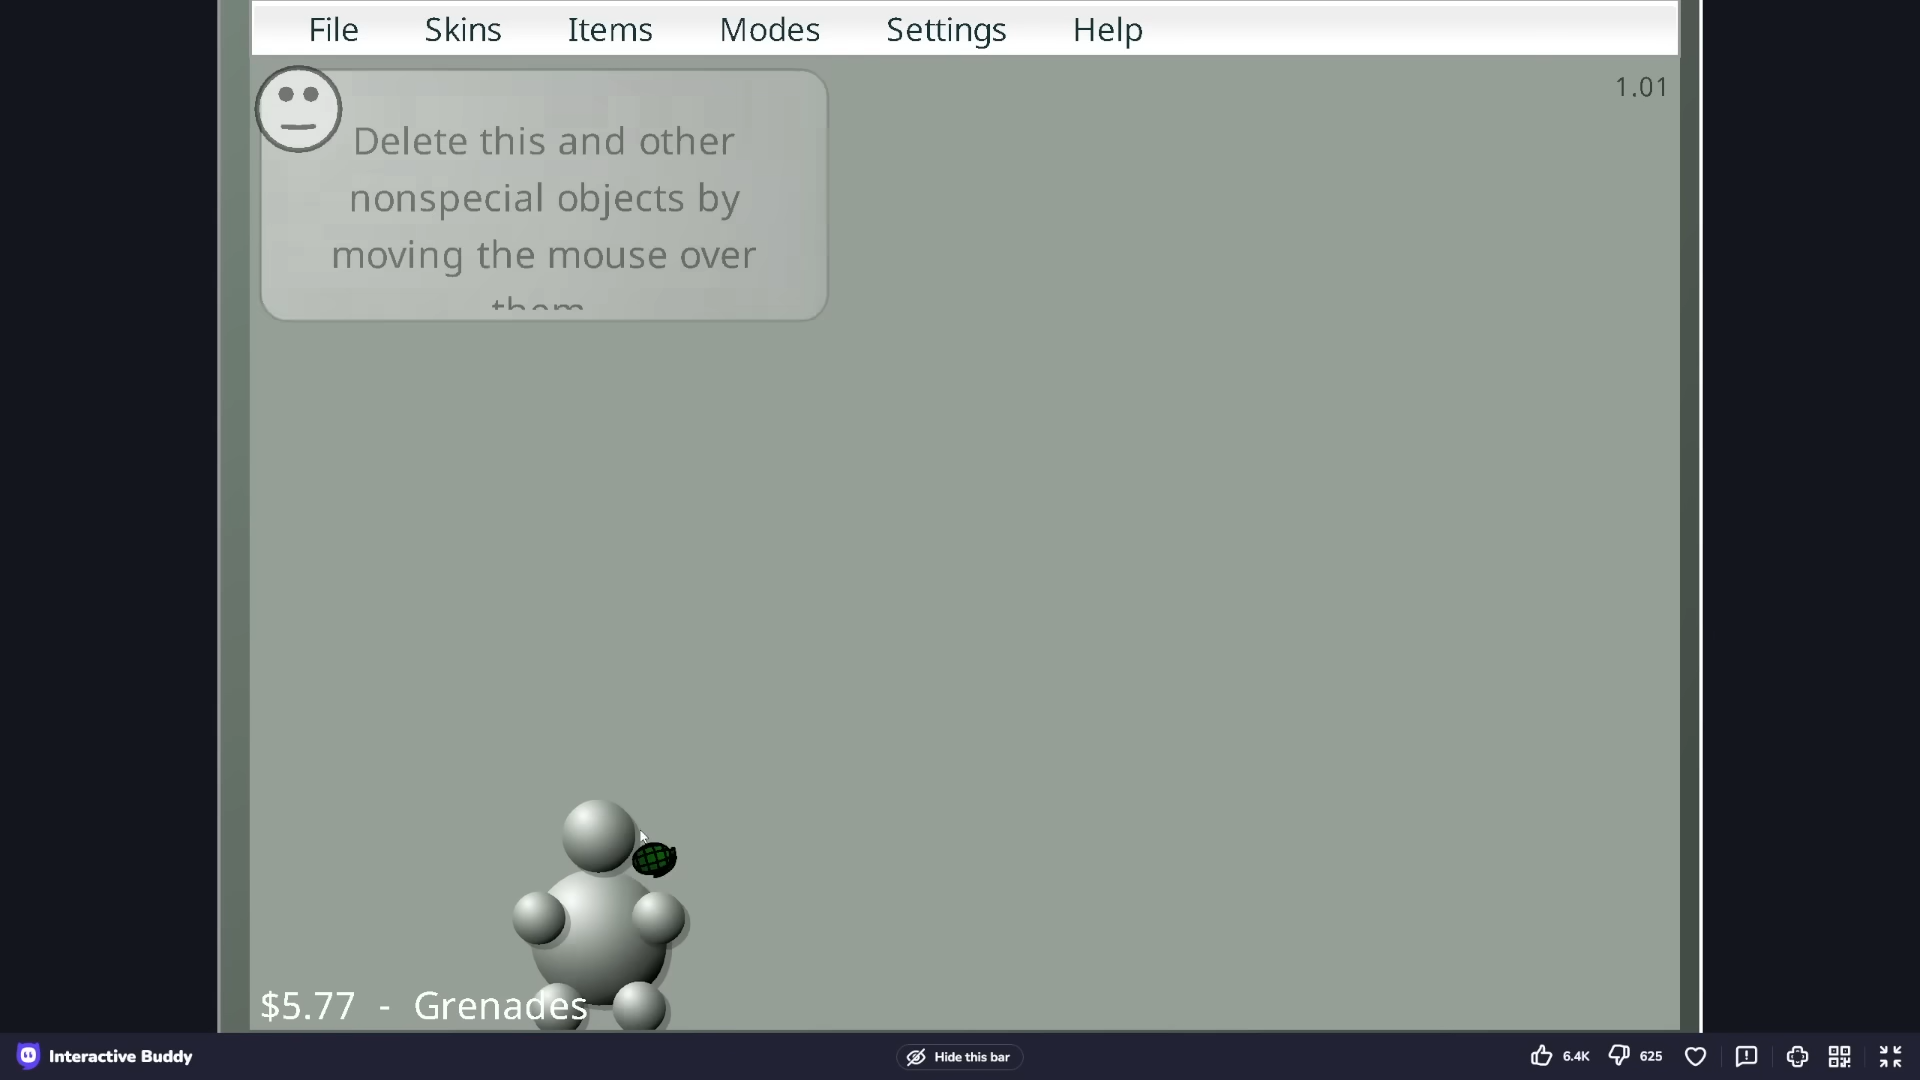 File Skins Items Modes Settings Help
1.01
Delete this and other
nonspecial objects by
moving the mouse over
them
$5.77 - Grenades
Interactive Buddy
Hide this bar
6.4K
625